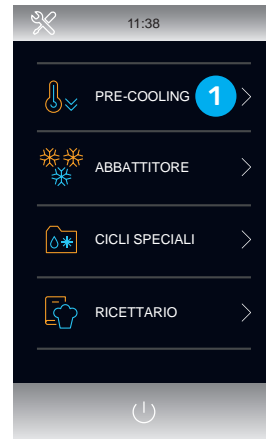 11:38
PRE-COOLING 1
ABBATTITORE
CICLI SPECIALI
RICETTARIO